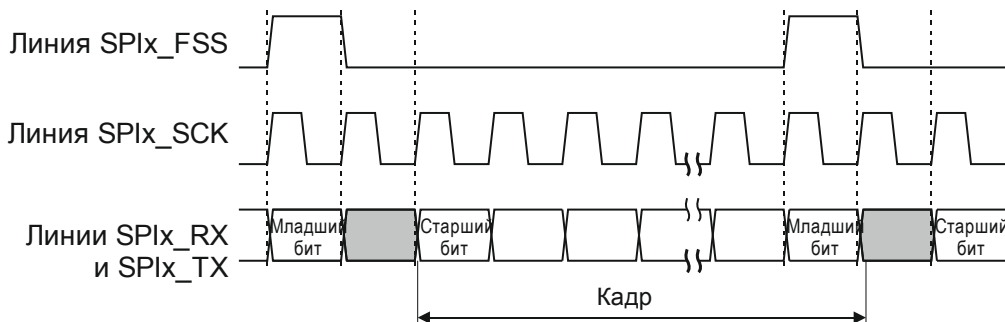 Линия SPIx_FSS
Линия SPIx_SCK
Линии SPIx_RX
и SPIx_TX
Младший
бит
Старший
бит
Младший
бит
Старший
бит
Кадр